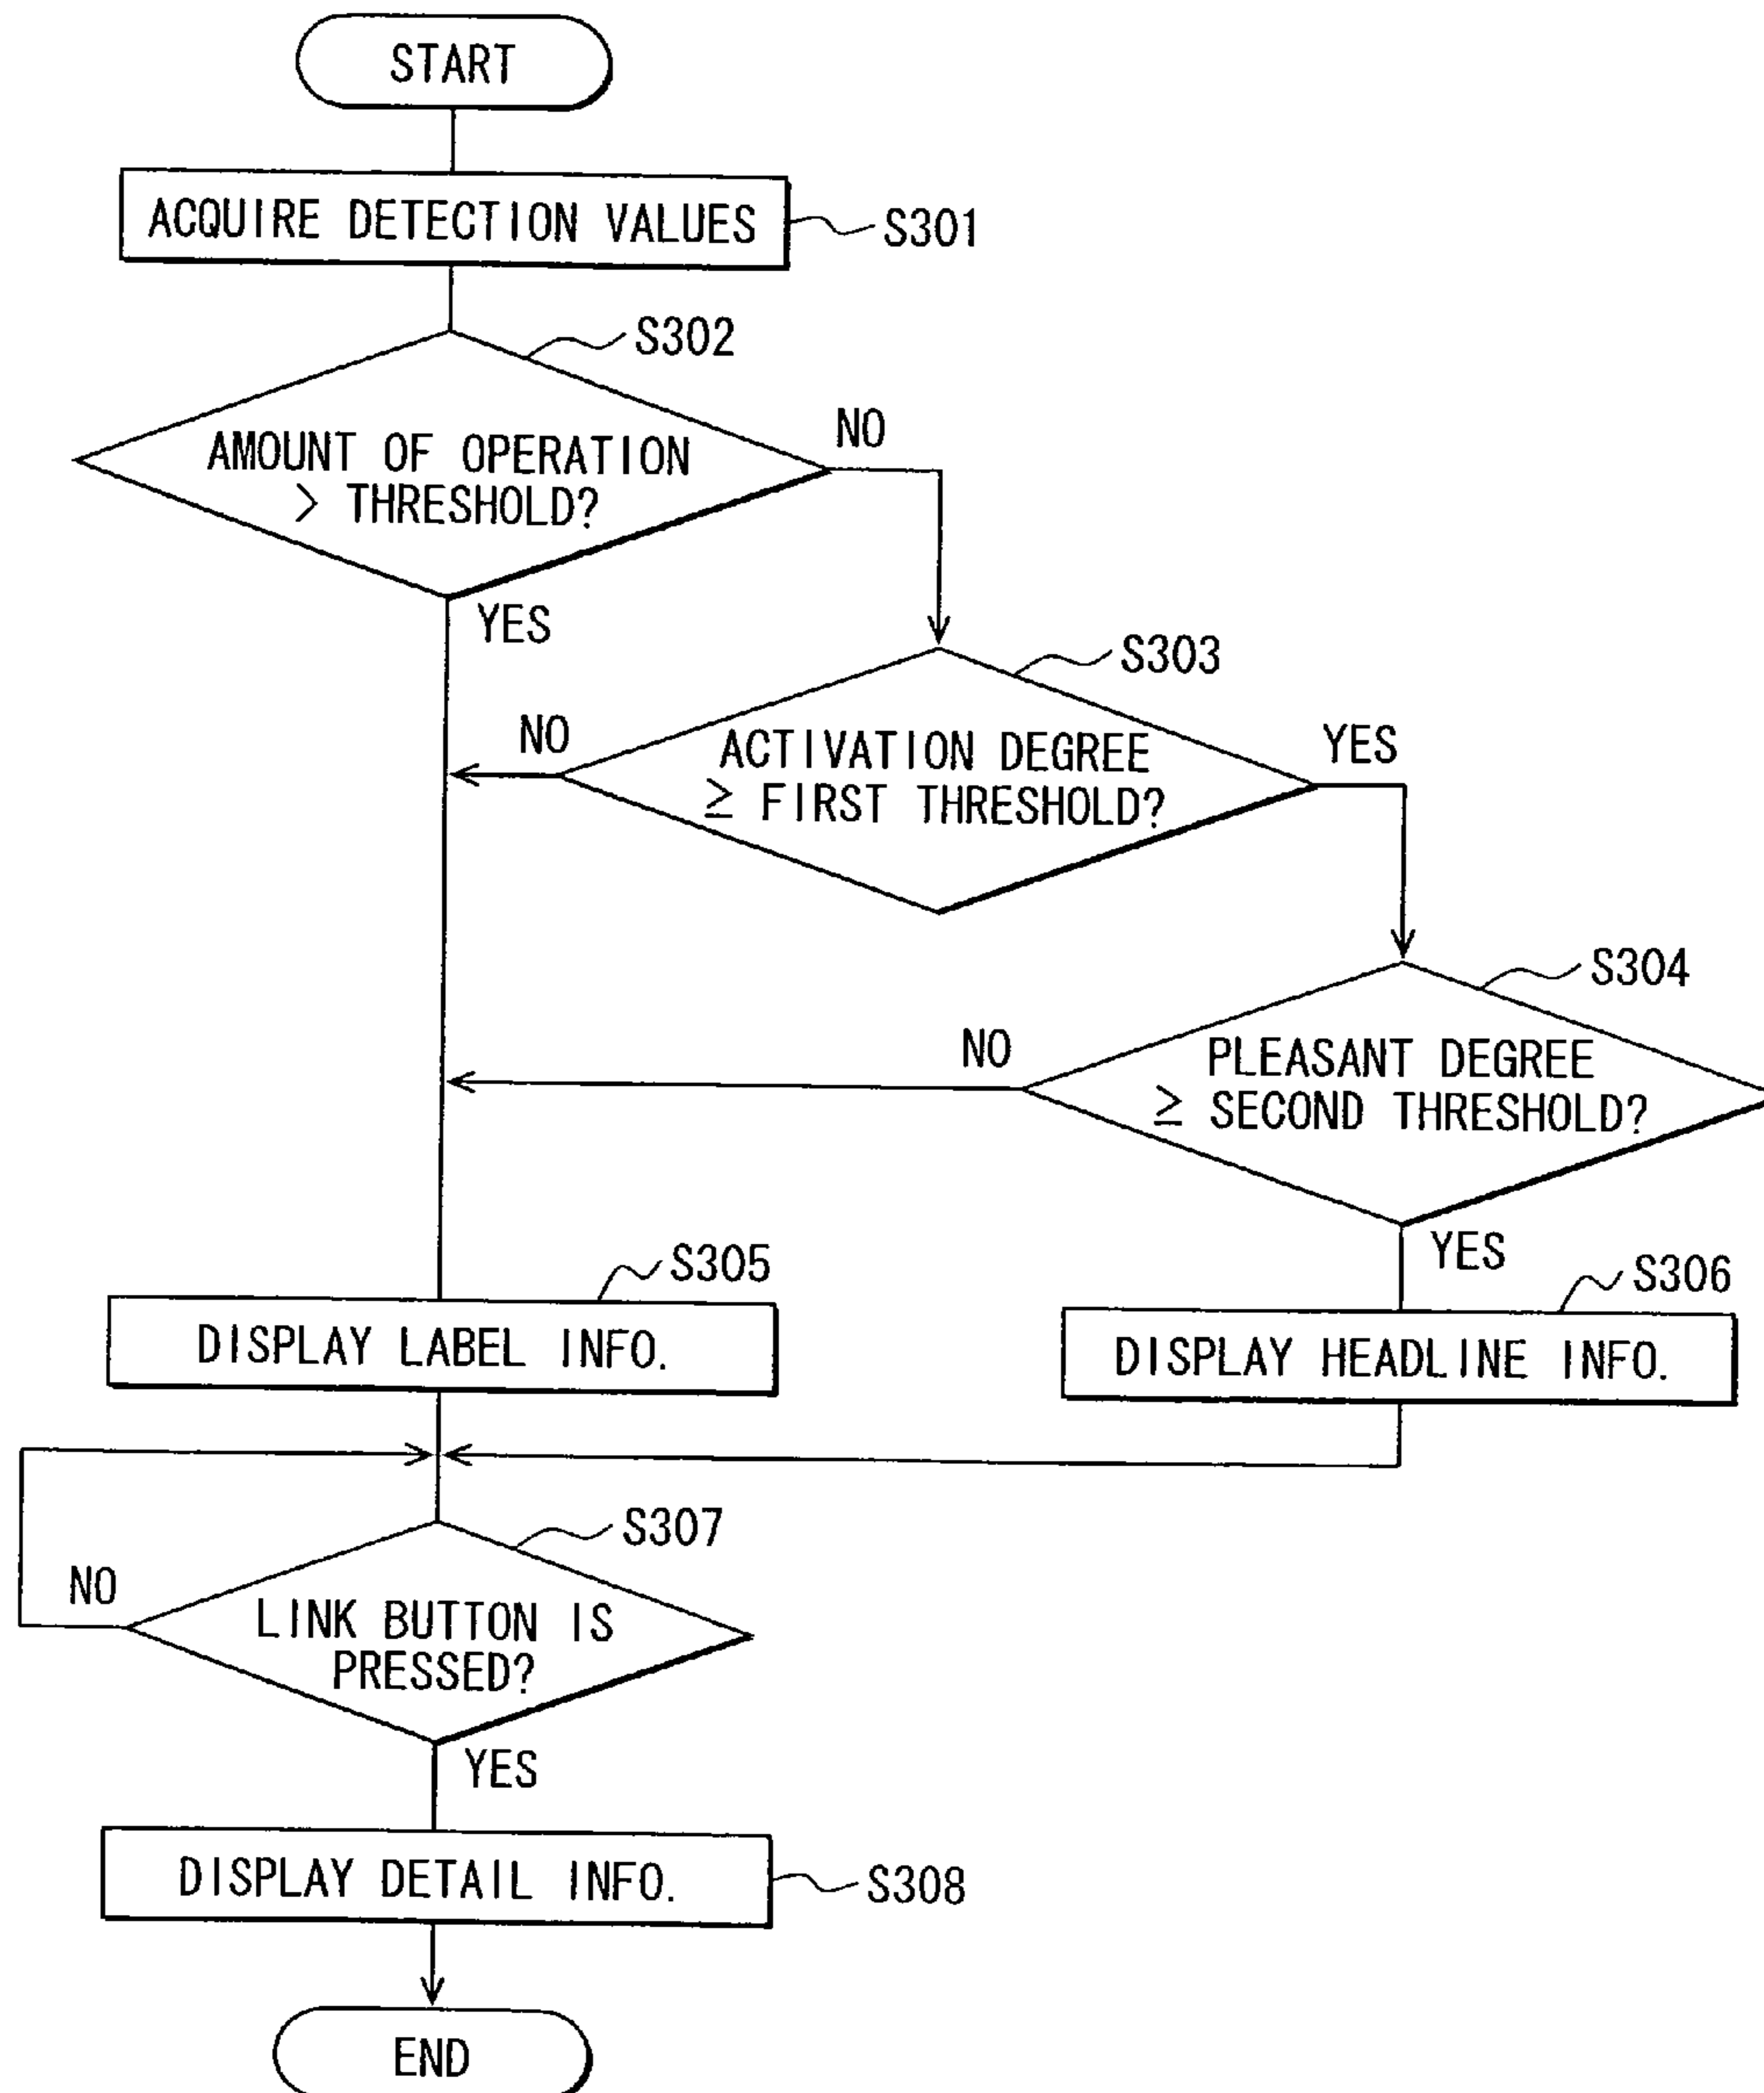 START
ACQUIRE DETECTION VALUES
S301
S302
AMOUNT OF OPERATION
> THRESHOLD?
NO
YES
S303
NO
ACTIVATION DEGREE
≥ FIRST THRESHOLD?
YES
S304
NO
PLEASANT DEGREE
≥ SECOND THRESHOLD?
YES
S305
DISPLAY LABEL INFO.
S306
DISPLAY HEADLINE INFO.
S307
NO
LINK BUTTON IS
PRESSED?
YES
DISPLAY DETAIL INFO.
S308
END